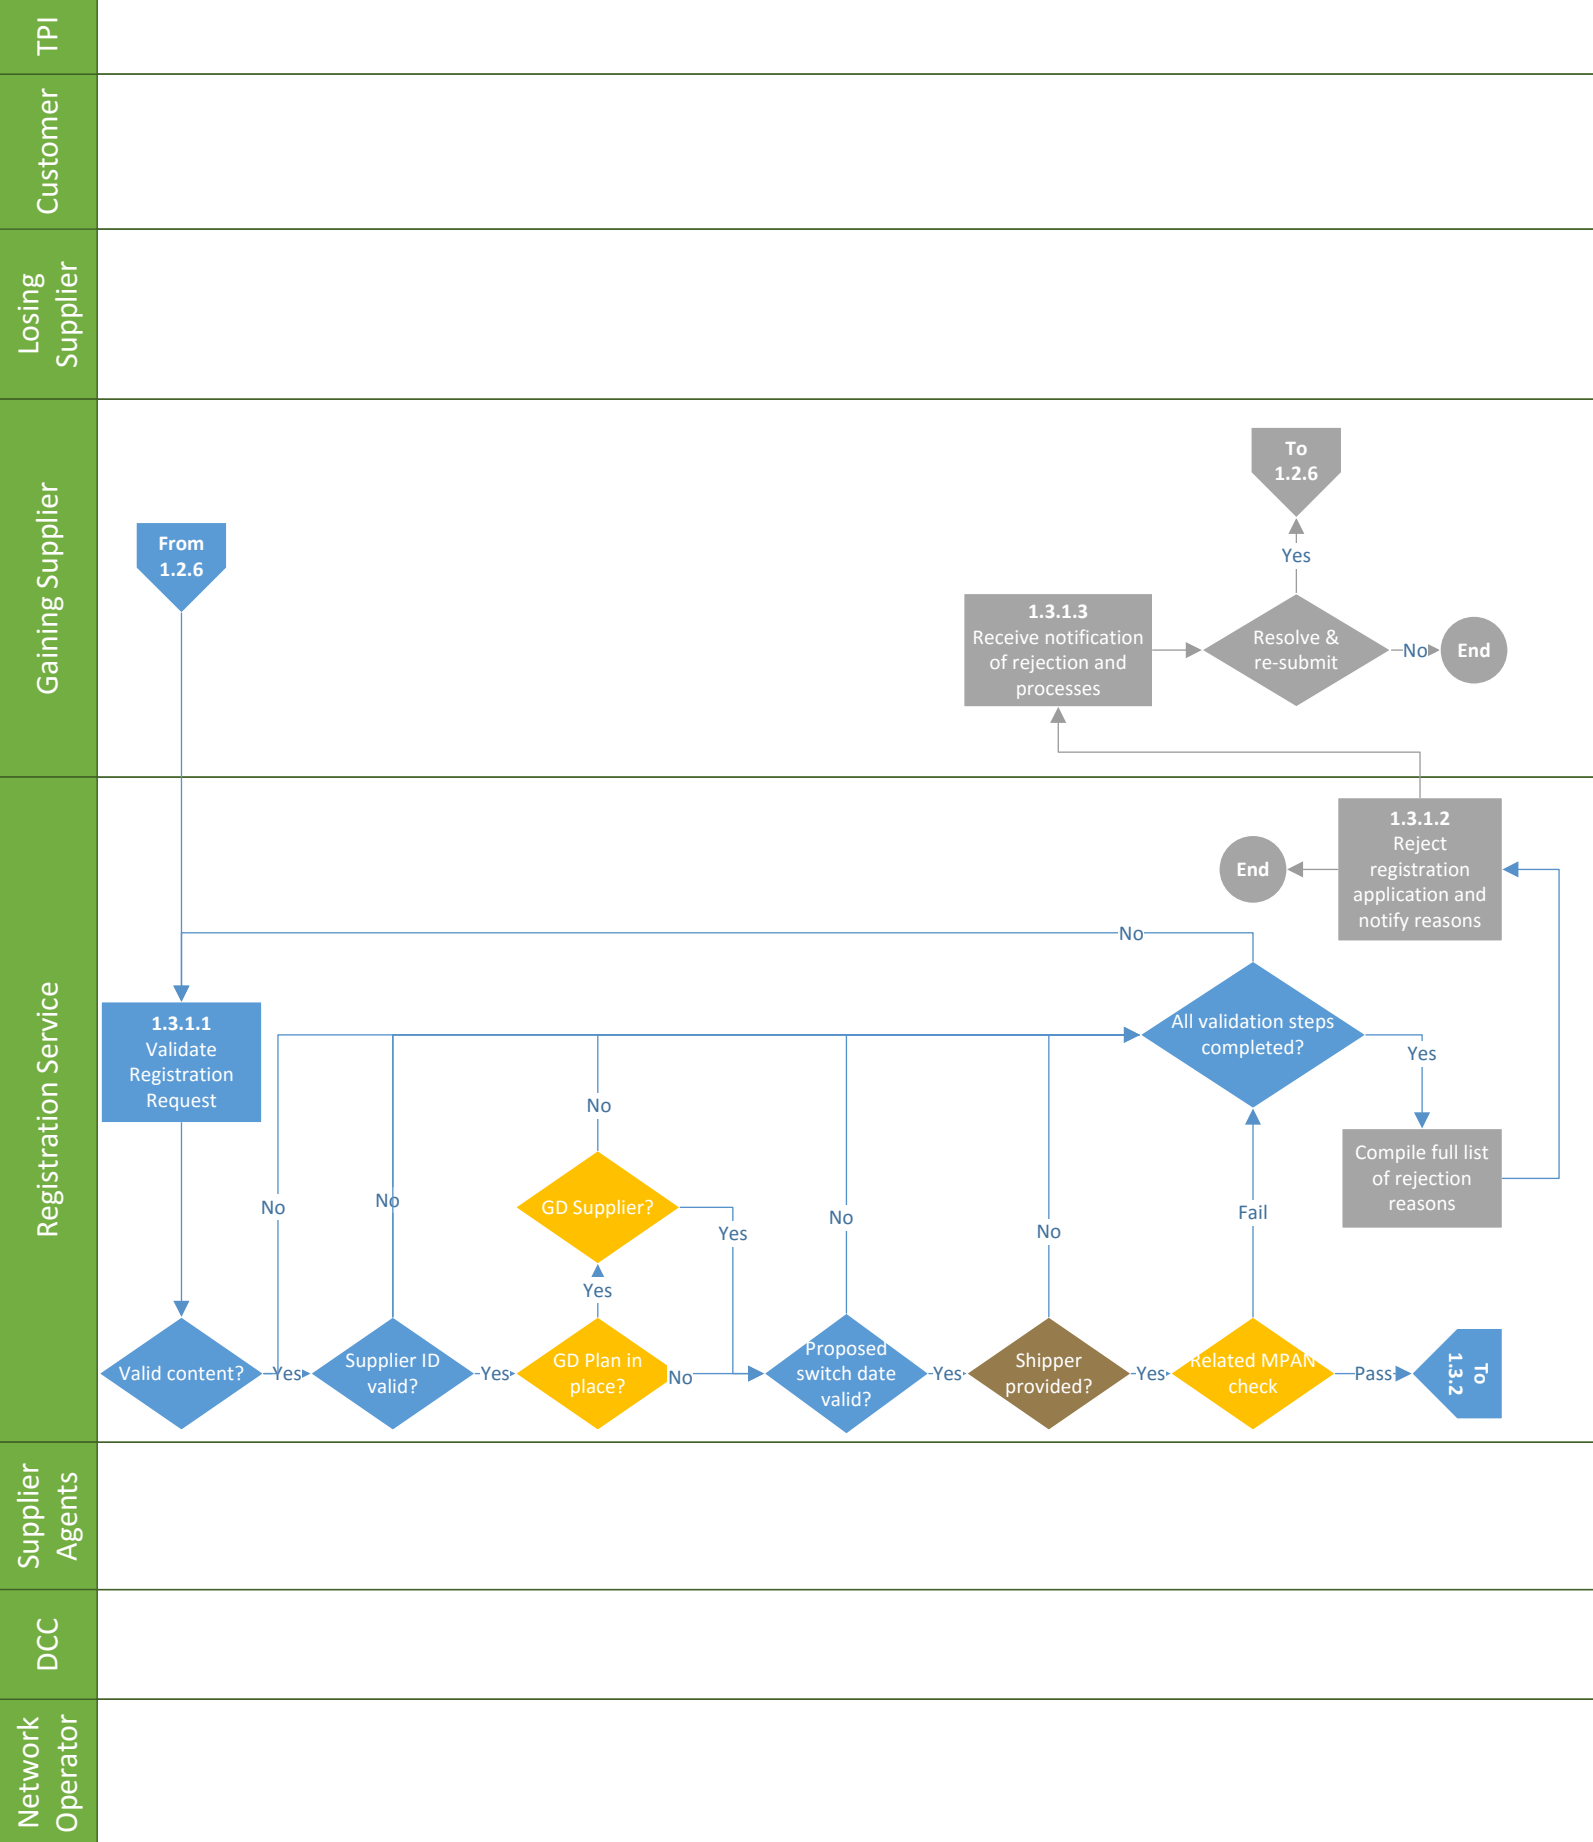 TPI
Customer
Losing
Supplier
Gaining Supplier
From
1.2.6
To
1.2.6
Yes
1.3.1.3
Receive notification
of rejection and
processes
Resolve &
re-submit
No
End
Registration Service
1.3.1.2
Reject
registration
application and
notify reasons
End
No
1.3.1.1
Validate
Registration
Request
All validation steps
completed?
Yes
No
Compile full list
of rejection
reasons
No
No
GD Supplier?
Yes
No
No
Fail
Yes
Valid content?
Yes
Supplier ID
valid?
Yes
GD Plan in
place?
No
Proposed
switch date
valid?
Yes
Shipper
provided?
Yes
Related MPAN
check
Pass
To
1.3.2
Supplier
Agents
DCC
Network
Operator